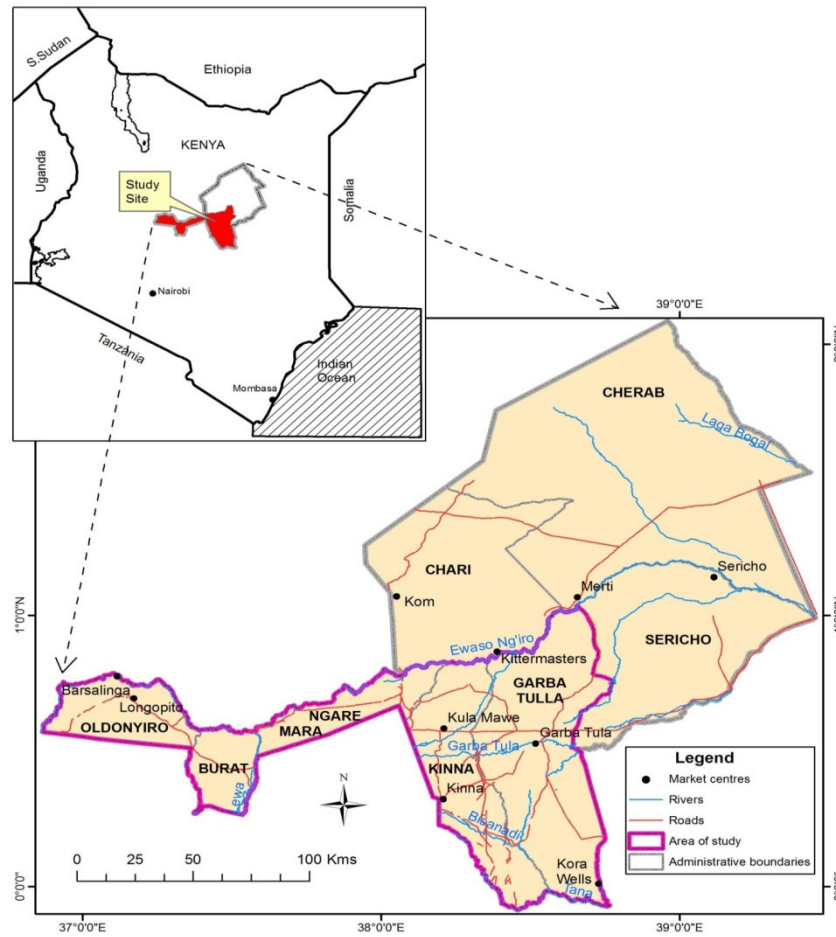 S.Sudan
Ethiopia
KENYA
Uganda
Study
Site
Somalia
Nairobi
Tanzania
Indian
Ocean
Mombasa
39°0'0"E
CHERAB
Laga Bogal
CHARI
Kom
Merti
Sericho
1°0'0"N
SERICHO
Ewaso Ng'iro
Kittermasters
GARBA
TULLA
Barsalinga
Longopito
OLDONYIRO
NGARE
MARA
Kula Mawe
Garba Tula
Garba Tula
BURAT
KINNA
Lewa
Kinna
Bisanadi
N
Kora
Wells
Tana
0 25 50 100 Kms
Legend
Market centres
Rivers
Roads
Area of study
Administrative boundaries
0°0'0"
37°0'0"E
38°0'0"E
39°0'0"E